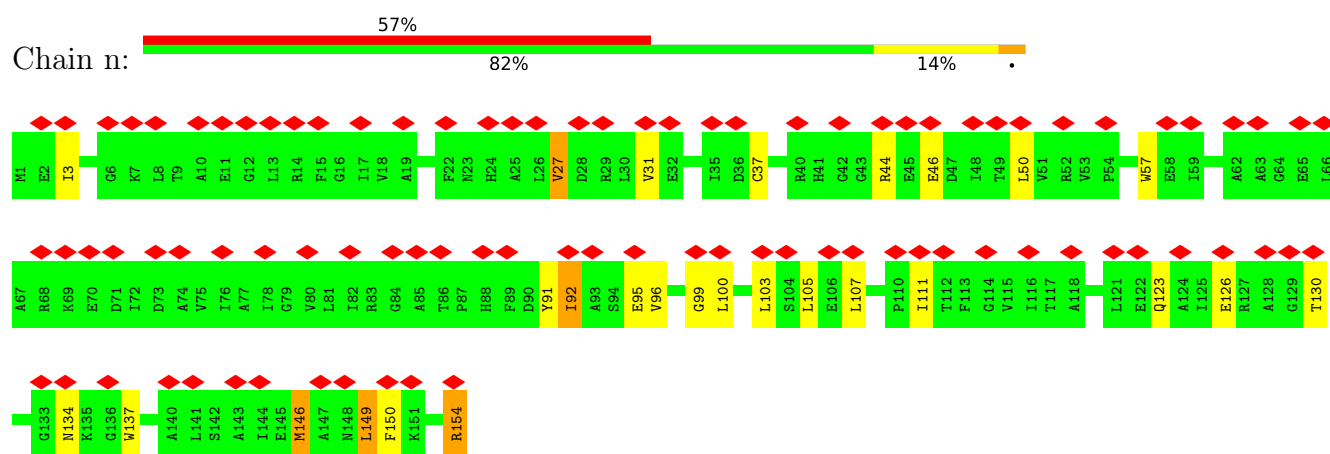 57%
Chain n:
82% 14% •
M1 E2 I3 G6 K7 L8 T9 A10 E11 G12 L13 R14 F15 G16 I17 V18 A19 F22 N23 H24 A25 L26 V27 D28 R29 L30 V31 E32 I35 D36 C37 R40 H41 G42 G43 R44 E45 E46 D47 I48 T49 L50 V51 R52 V53 P54 W57 E58 I59 A62 A63 G64 E65 L66
A67 R68 K69 E70 D71 I72 D73 A74 V75 I76 A77 I78 G79 V80 L81 I82 R83 G84 A85 T86 P87 H88 F89 D90 Y91 I92 A93 S94 E95 V96 G99 L100 L103 S104 L105 E106 L107 P110 I111 T112 F113 G114 V115 I116 T117 A118 L121 E122 Q123 A124 I125 E126 R127 A128 G129 T130
G133 N134 K135 G136 W137 A140 L141 S142 A143 I144 E145 M146 A147 N148 L149 F150 K151 R154